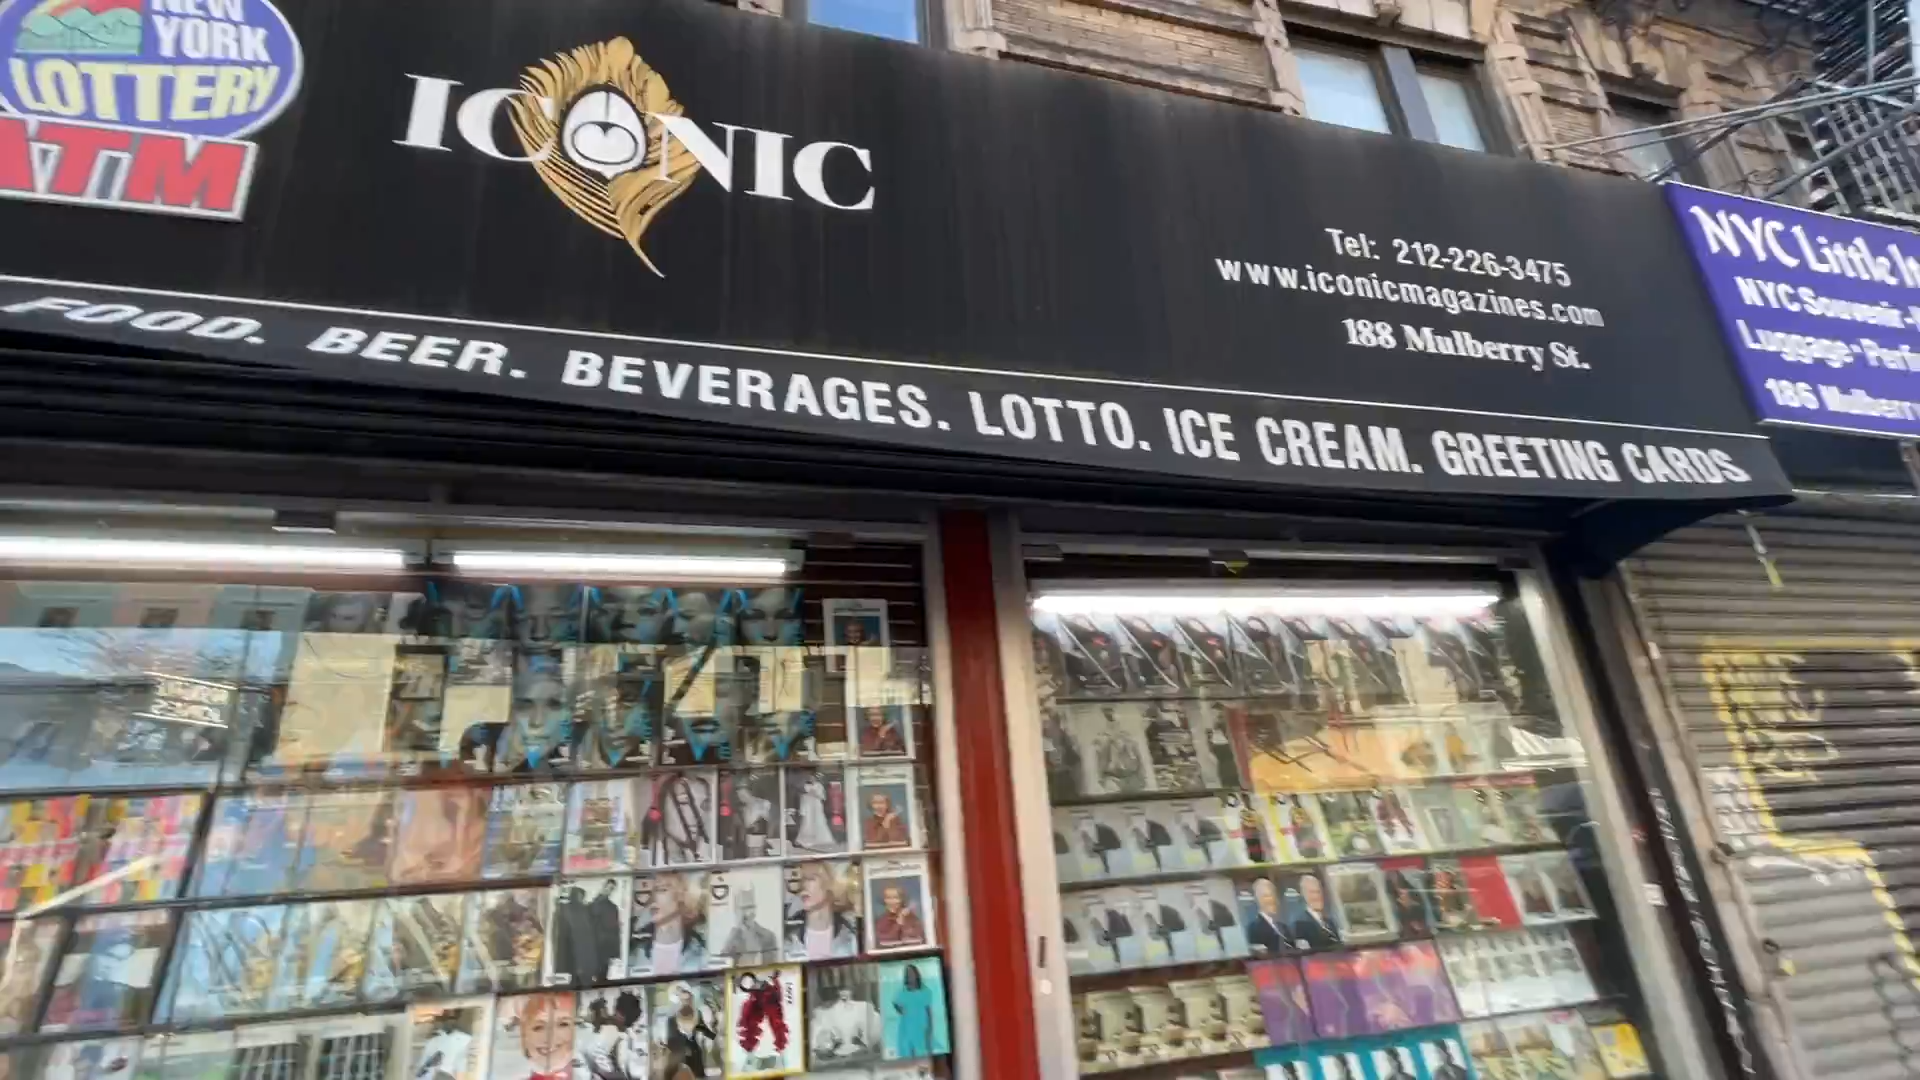 NEW
YORK
LOTTERY
ATM
ICONIC
Tel: 212-226-3475
www.iconicmagazines.com
188 Mulberry St.
FOOD. BEER. BEVERAGES. LOTTO. ICE CREAM. GREETING CARDS
NYC Little
NYC Souvenir
Luggage
186 Mulberry
i-D
i-D
i-D